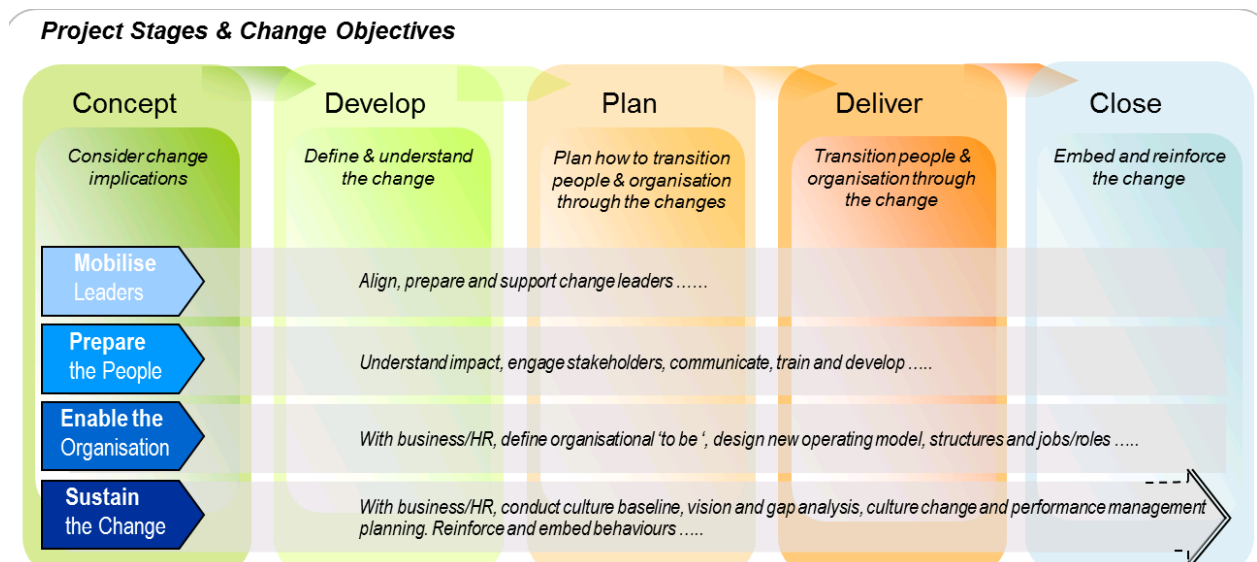 Project Stages & Change Objectives
Concept
Develop
Plan
Deliver
Close
Consider change
implications
Define & understand
the change
Plan how to transition
people & organisation
through the changes
Transition people &
organisation through
the change
Embed and reinforce
the change
Mobilise
Leaders
Align, prepare and support change leaders ......
Prepare
the People
Understand impact, engage stakeholders, communicate, train and develop .....
Enable the
Organisation
With business/HR, define organisational 'to be ', design new operating model, structures and jobs/roles .....
Sustain
the Change
With business/HR, conduct culture baseline, vision and gap analysis, culture change and performance management
planning. Reinforce and embed behaviours .....